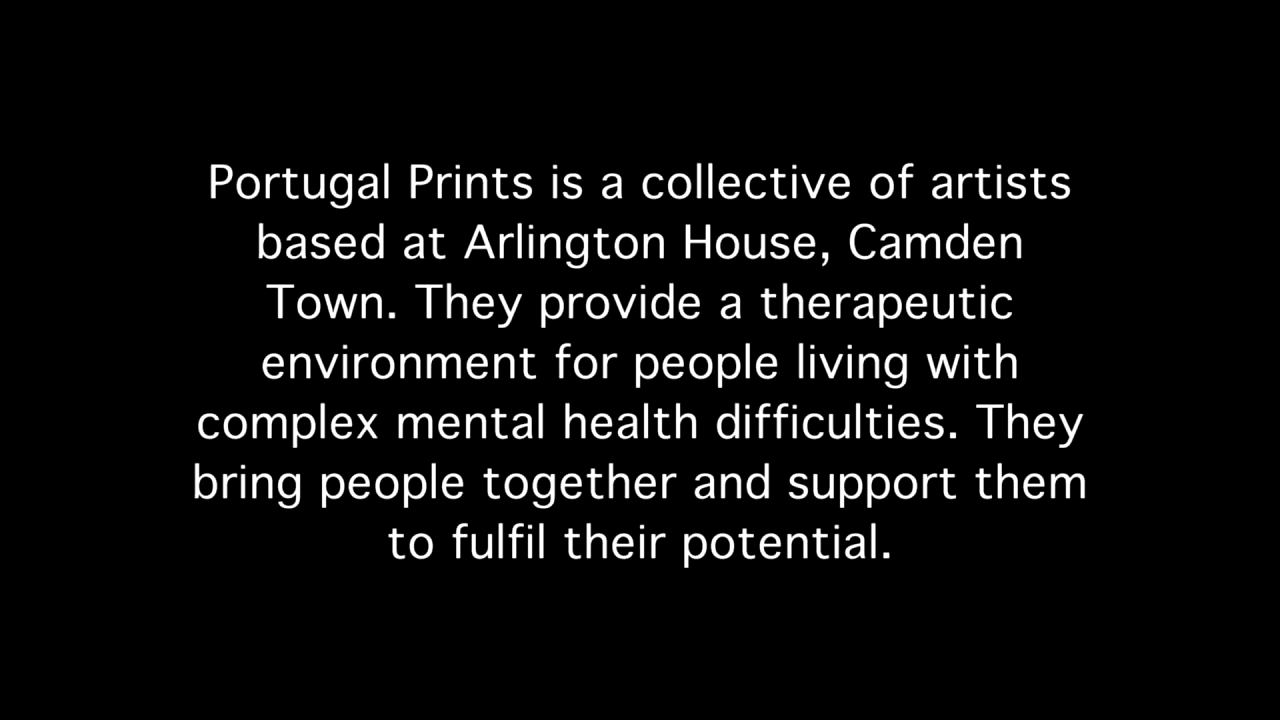 Portugal Prints is a collective of artists
based at Arlington House, Camden
Town. They provide a therapeutic
environment for people living with
complex mental health difficulties. They
bring people together and support them
to fulfil their potential.